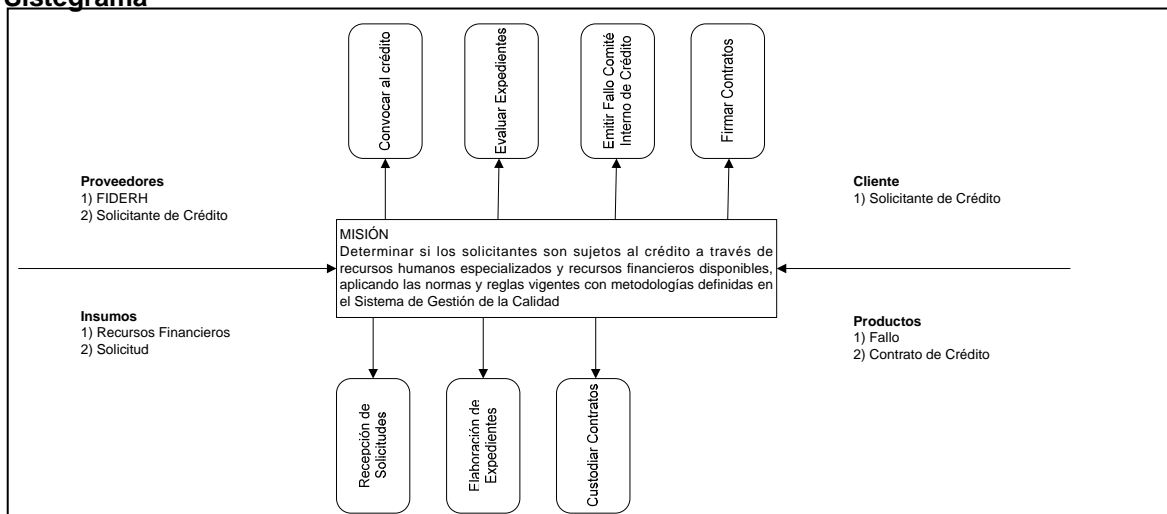 Sistegrama
Convocar al crédito
Evaluar Expedientes
Emitir Fallo Comité
Interno de Crédito
Firmar Contratos
Proveedores
1) FIDERH
2) Solicitante de Crédito
Cliente
1) Solicitante de Crédito
MISIÓN
Determinar si los solicitantes son sujetos al crédito a través de
recursos humanos especializados y recursos financieros disponibles,
aplicando las normas y reglas vigentes con metodologías definidas en
el Sistema de Gestión de la Calidad
Insumos
1) Recursos Financieros
2) Solicitud
Productos
1) Fallo
2) Contrato de Crédito
Recepción de
Solicitudes
Elaboración de
Expedientes
Custodiar Contratos